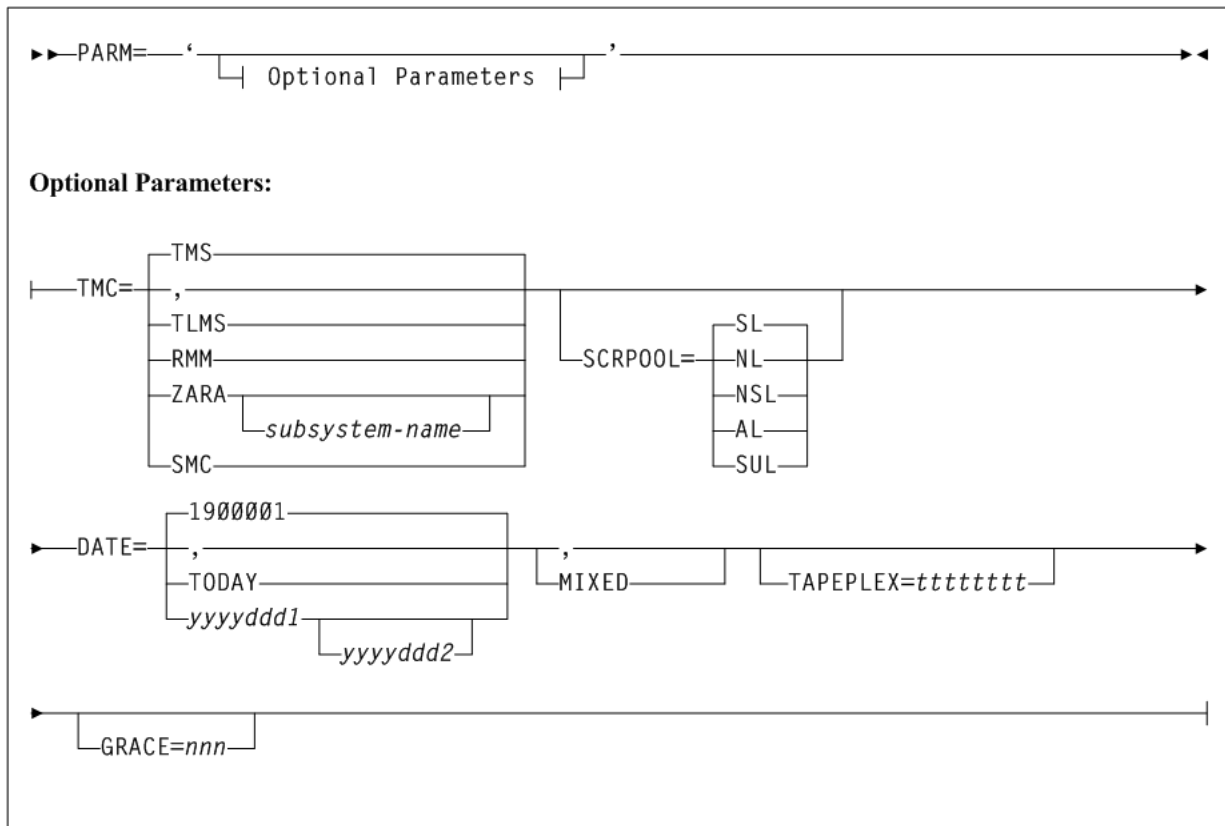 PARM= ‘ ’
Optional Parameters
Optional Parameters:
TMS
TMC= ,
TLMS
RMM
ZARA
subsystem-name
SMC
SL
SCRPOOL= NL
NSL
AL
SUL
19ØØØØ1
DATE= , ,
TODAY MIXED TAPEPLEX=tttttttt
yyyyddd1
yyyyddd2
GRACE=nnn